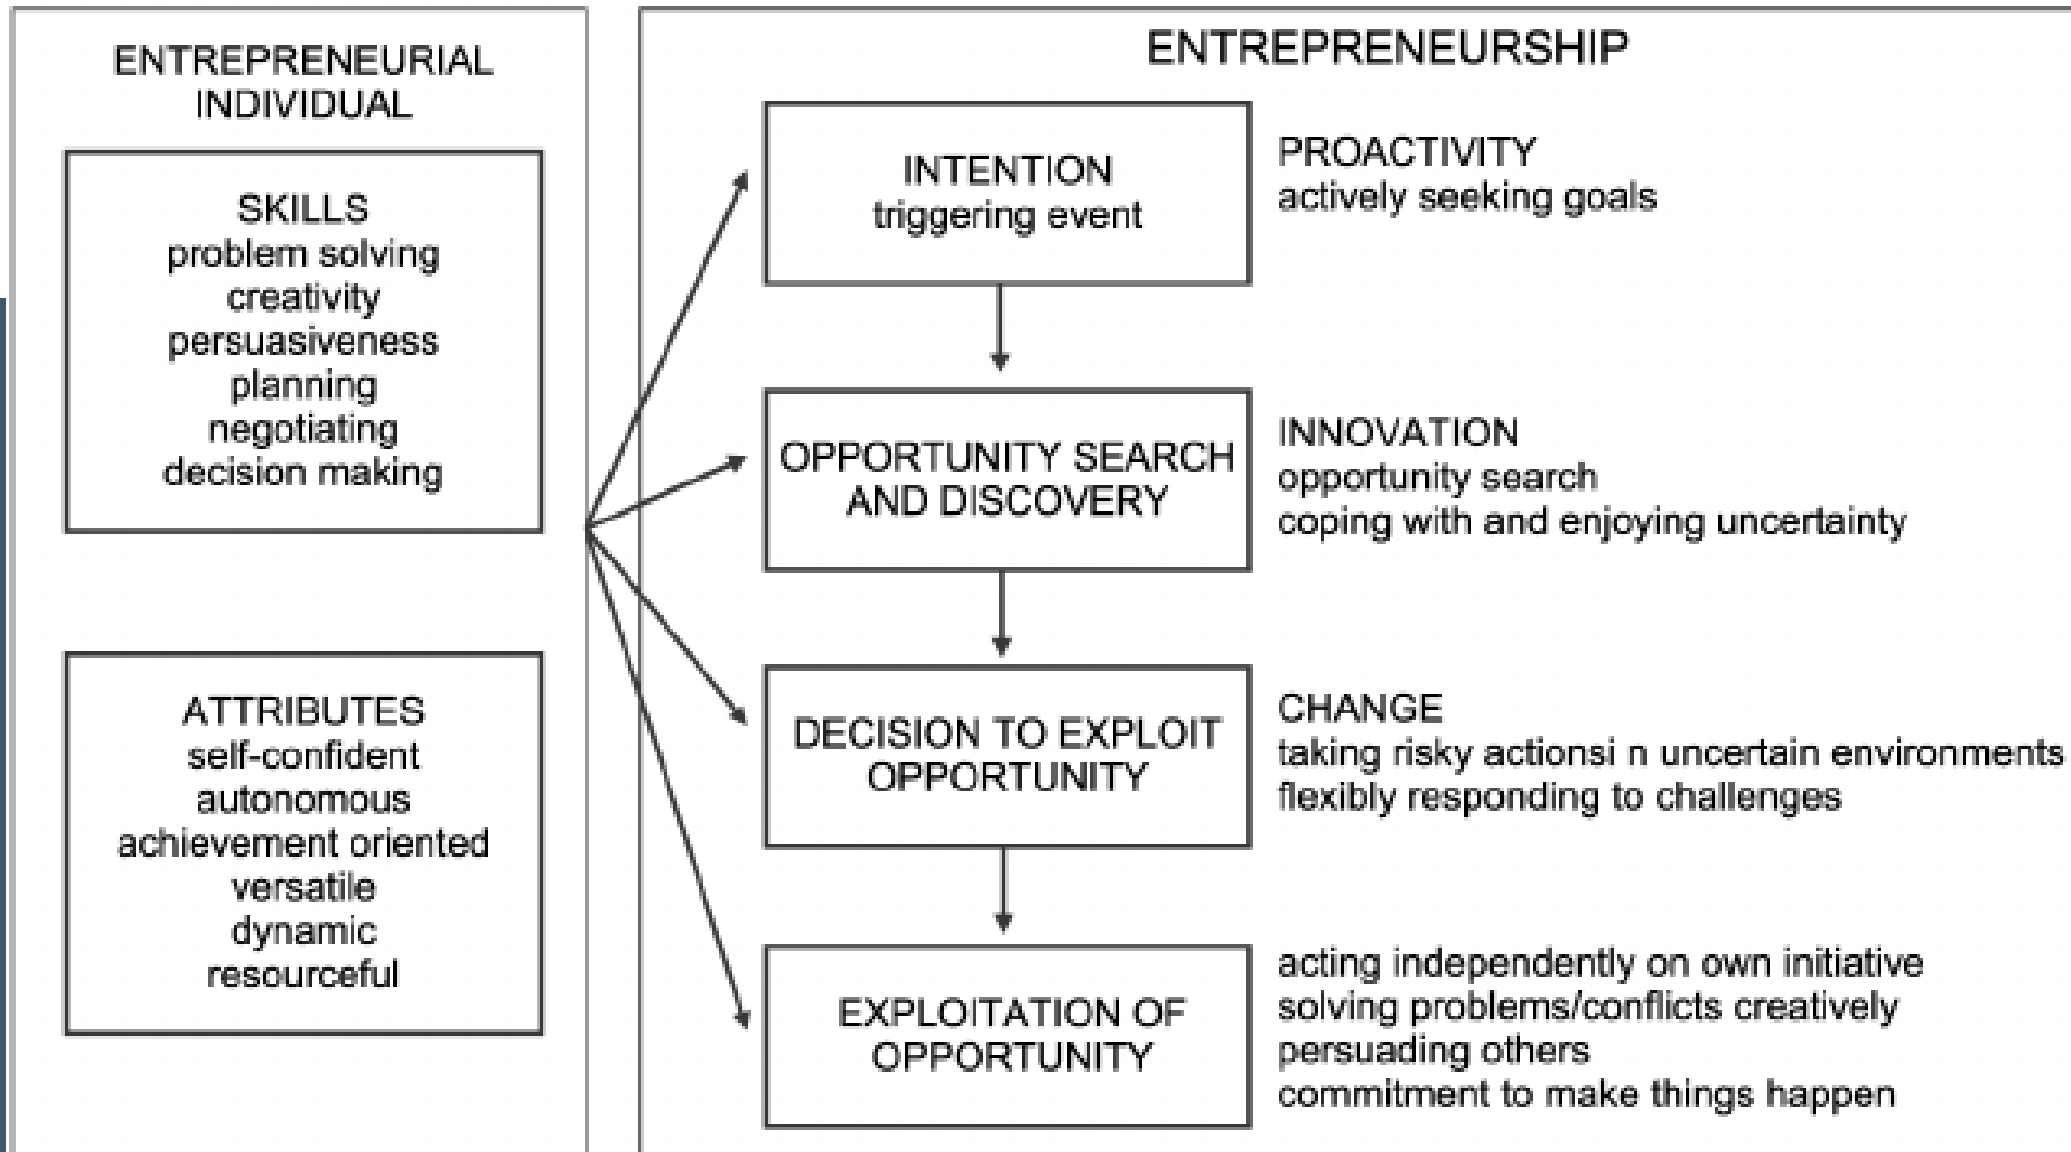 ENTREPRENEURIAL
INDIVIDUAL
SKILLS
problem solving
creativity
persuasiveness
planning
negotiating
decision making
ATTRIBUTES
self-confident
autonomous
achievement oriented
versatile
dynamic
resourceful
ENTREPRENEURSHIP
INTENTION
triggering event
PROACTIVITY
actively seeking goals
OPPORTUNITY SEARCH
AND DISCOVERY
INNOVATION
opportunity search
coping with and enjoying uncertainty
DECISION TO EXPLOIT
OPPORTUNITY
CHANGE
taking risky actionsi n uncertain environments
flexibly responding to challenges
EXPLOITATION OF
OPPORTUNITY
acting independently on own initiative
solving problems/conflicts creatively
persuading others
commitment to make things happen